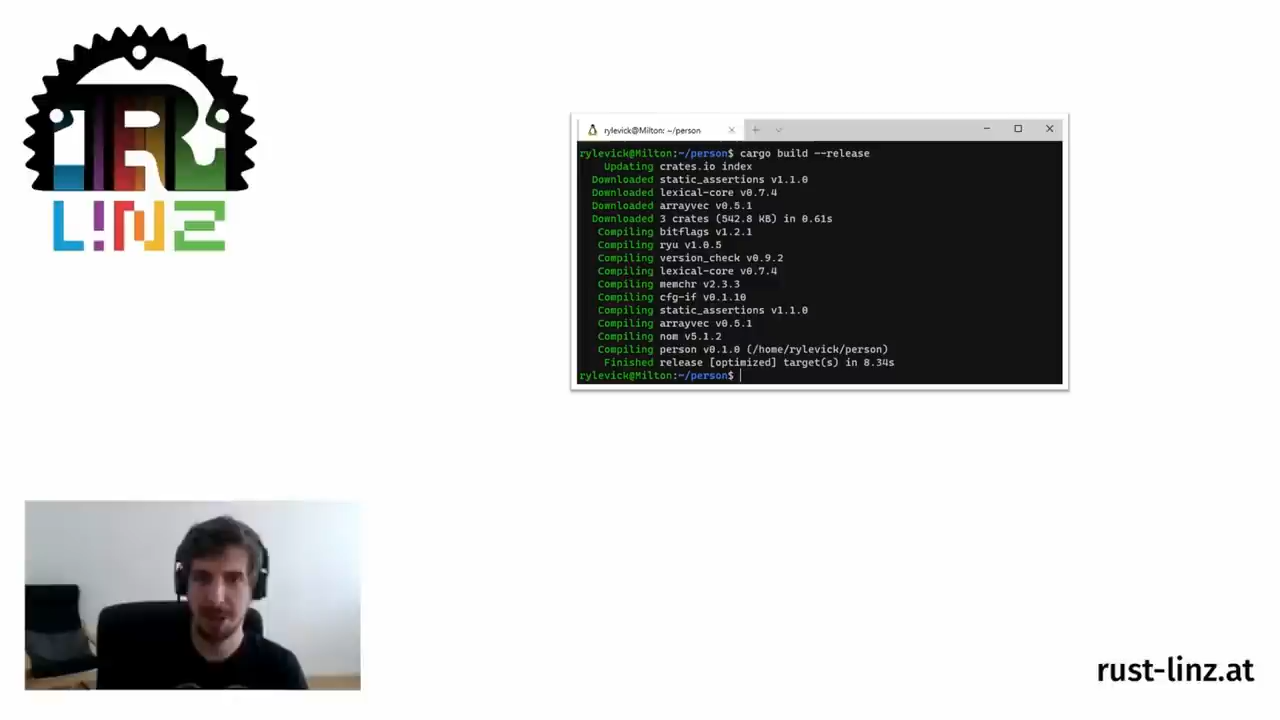 L!NZ
rylevick@Milton: ~/person
rylevick@Milton:~/person$ cargo build --release
Updating crates.io index
Downloaded static_assertions v1.1.0
Downloaded lexical-core v0.7.4
Downloaded arrayvec v0.5.1
Downloaded 3 crates (542.8 KB) in 0.61s
Compiling bitflags v1.2.1
Compiling ryu v1.0.5
Compiling version_check v0.9.2
Compiling lexical-core v0.7.4
Compiling memchr v2.3.3
Compiling cfg-if v0.1.10
Compiling static_assertions v1.1.0
Compiling arrayvec v0.5.1
Compiling nom v5.1.2
Compiling person v0.1.0 (/home/rylevick/person)
Finished release [optimized] target(s) in 8.34s
rylevick@Milton:~/person$
rust-linz.at